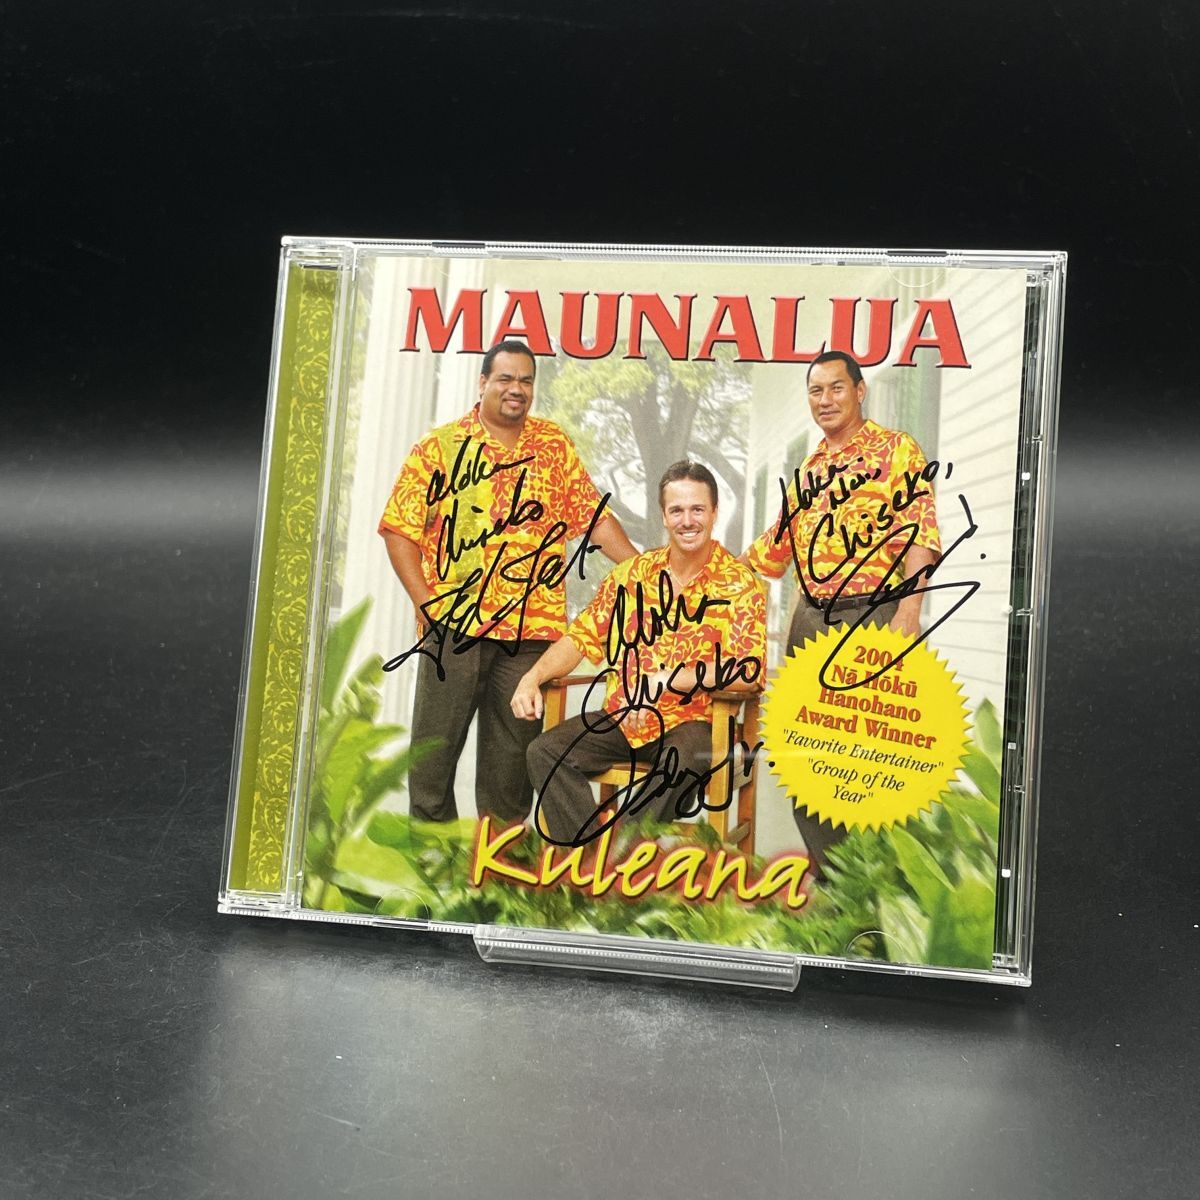 MAUNALUA
Aloha
Chiseko
Aloha
Chiseko
Jr.
Aloha
Chiseko,
2004
Nā Hōkū
Hanohano
Award Winner
"Favorite Entertainer"
"Group of the
Year"
Kuleana